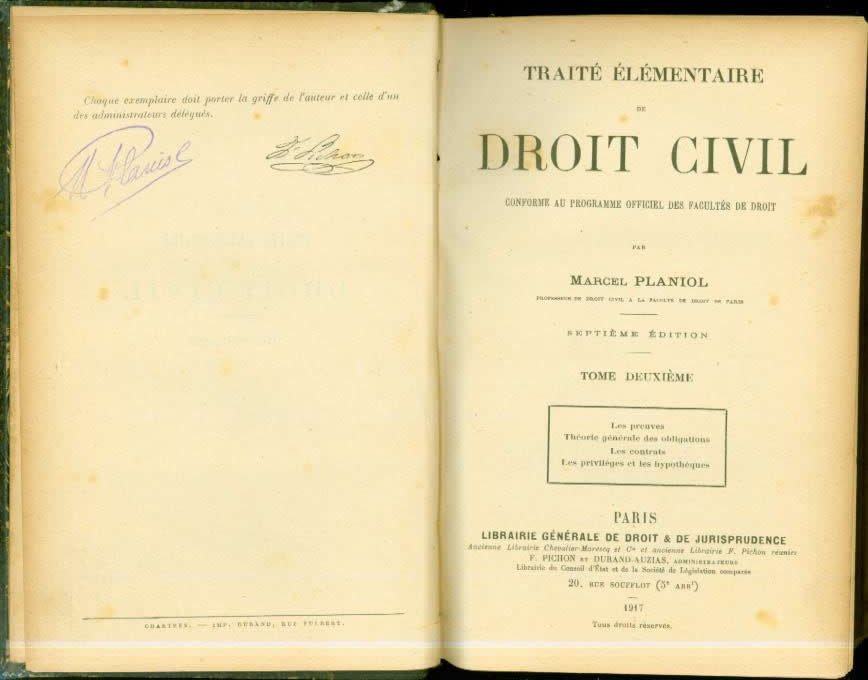 Chaque exemplaire doit porter la griffe de l'auteur et celle d'un
des administrateurs délégués.
M Planiol
F. Pichon
CHARTRES. — IMP. DURAND, RUE FULBERT.
TRAITÉ ÉLÉMENTAIRE
DE
DROIT CIVIL
CONFORME AU PROGRAMME OFFICIEL DES FACULTÉS DE DROIT
PAR
MARCEL PLANIOL
PROFESSEUR DE DROIT CIVIL A LA FACULTÉ DE DROIT DE PARIS
SEPTIÈME ÉDITION
TOME DEUXIÈME
Les preuves
Théorie générale des obligations
Les contrats
Les privilèges et les hypothèques
PARIS
LIBRAIRIE GÉNÉRALE DE DROIT & DE JURISPRUDENCE
Ancienne Librairie Chevalier-Marescq et Cie et ancienne Librairie F. Pichon réunies
F. PICHON ET DURAND-AUZIAS, ADMINISTRATEURS
Librairie du Conseil d'État et de la Société de Législation comparée
20, RUE SOUFFLOT (5e ARRt)
1917
Tous droits réservés.